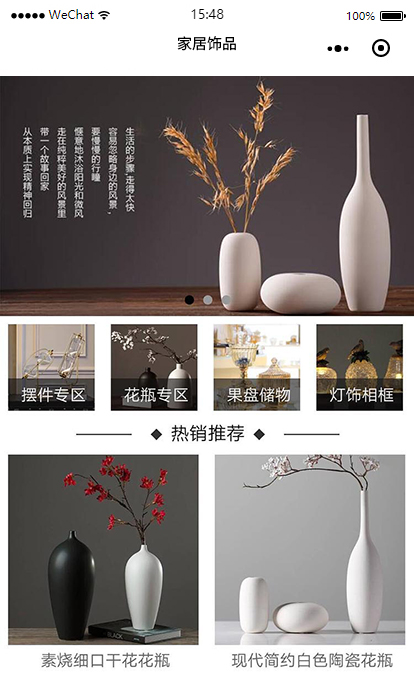 WeChat
15:48
100%
家居饰品
生活的步骤,走得太快
容易忽略身边的风景,
要慢慢的行瞳
惬意地沐浴阳光和微风
走在纯粹美好的风景里
带一个故事回家
从本质上实现精神回归
摆件专区
花瓶专区
果盘储物
灯饰相框
热销推荐
BLACK
素烧细口干花花瓶
现代简约白色陶瓷花瓶